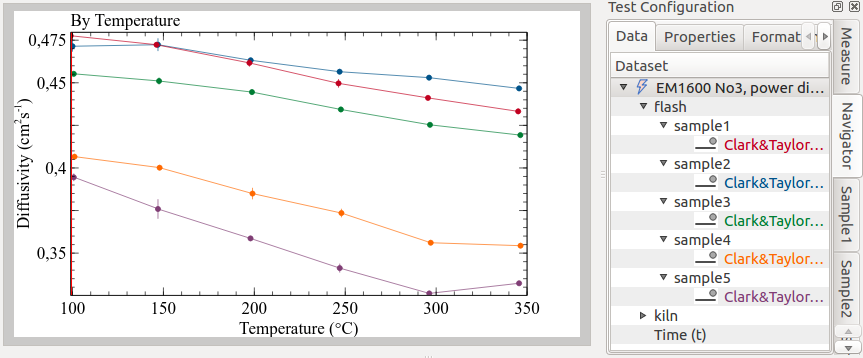 By Temperature
0,475
0,45
0,4
0,35
Diffusivity (cm²s⁻¹)
100
150
200
250
300
350
Temperature (°C)
Test Configuration
Data
Properties
Format
Dataset
EM1600 No3, power di...
flash
sample1
Clark&Taylor...
sample2
Clark&Taylor...
sample3
Clark&Taylor...
sample4
Clark&Taylor...
sample5
Clark&Taylor...
kiln
Time (t)
Measure
Navigator
Sample1
Sample2